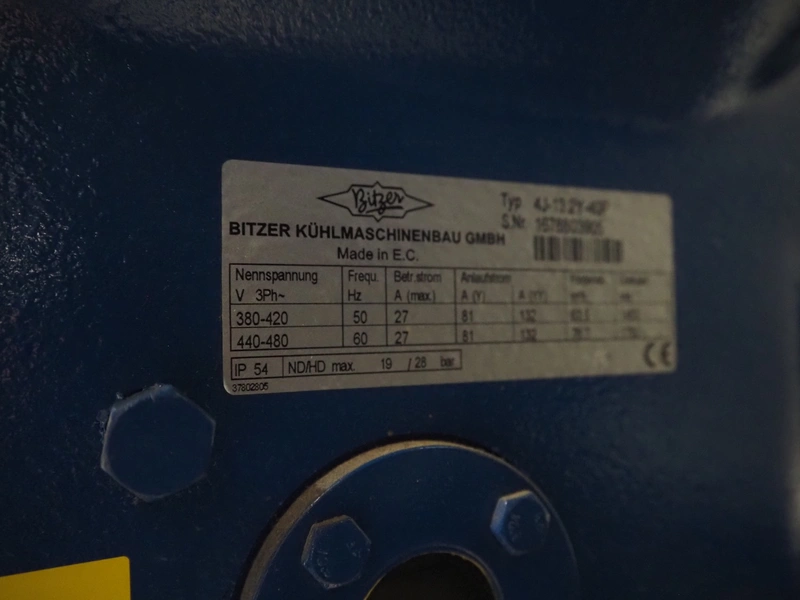 Bitzer
BITZER KÜHLMASCHINENBAU GMBH
Made in E.C.
Typ 4J-13.2Y-40P
S.Nr.
Nennspannung Frequ. Betr.strom Anlaufstrom
V 3Ph~ Hz A (max.) A (Y) A (YY)
380-420 50 27 81 132
440-480 60 27 81 132
IP 54 ND/HD max. 19 / 28 bar
37802805
CE